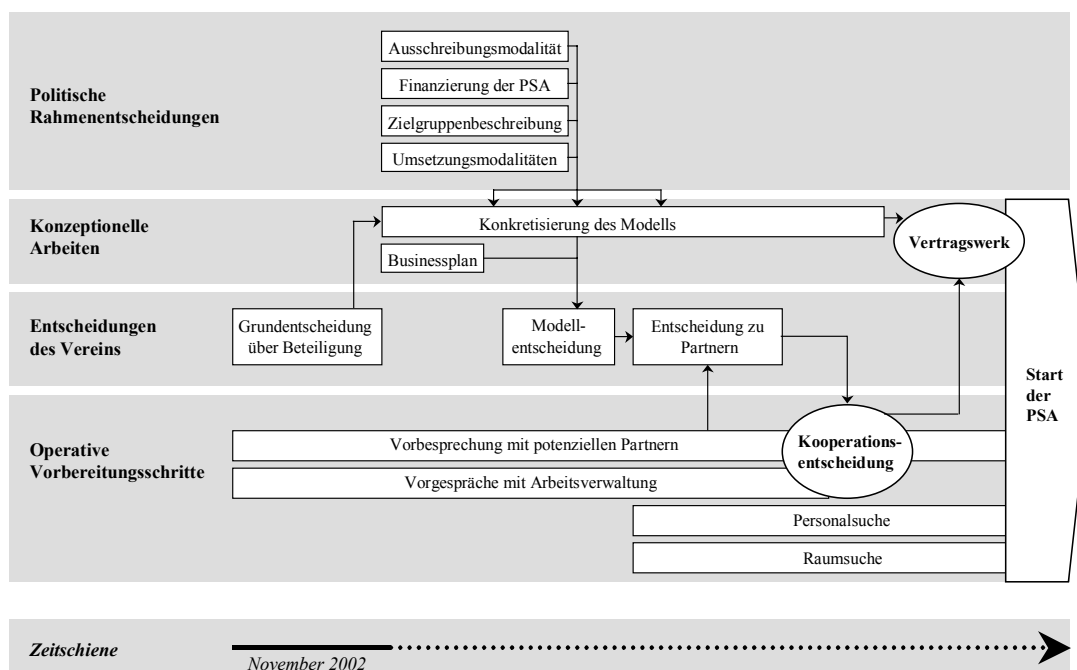 Politische
Rahmenentscheidungen
Ausschreibungsmodalität
Finanzierung der PSA
Zielgruppenbeschreibung
Umsetzungsmodalitäten
Konzeptionelle
Arbeiten
Konkretisierung des Modells
Businessplan
Vertragswerk
Entscheidungen
des Vereins
Grundentscheidung
über Beteiligung
Modell-
entscheidung
Entscheidung zu
Partnern
Start
der
PSA
Operative
Vorbereitungsschritte
Vorbesprechung mit potenziellen Partnern
Vorgespräche mit Arbeitsverwaltung
Kooperations-
entscheidung
Personalsuche
Raumsuche
Zeitschiene
November 2002